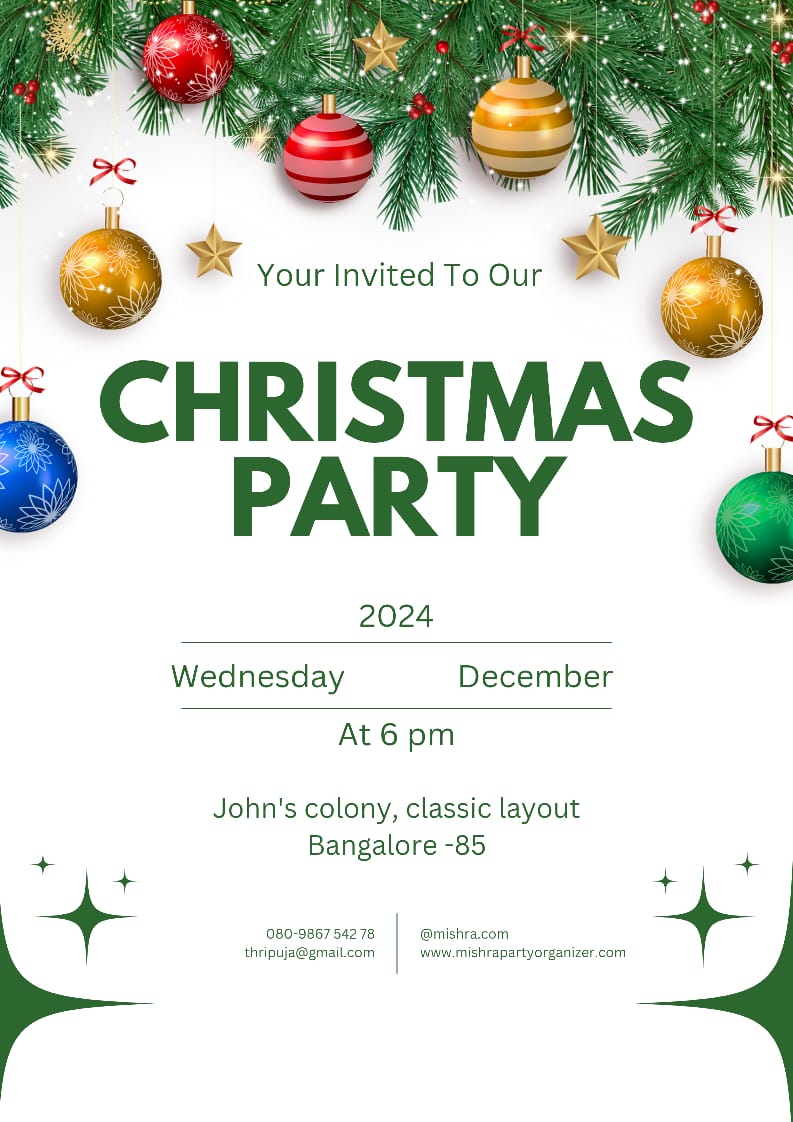 Your Invited To Our
CHRISTMAS
PARTY
2024
Wednesday December
At 6 pm
John's colony, classic layout
Bangalore -85
080-9867 542 78
thripuja@gmail.com
@mishra.com
www.mishrapartyorganizer.com